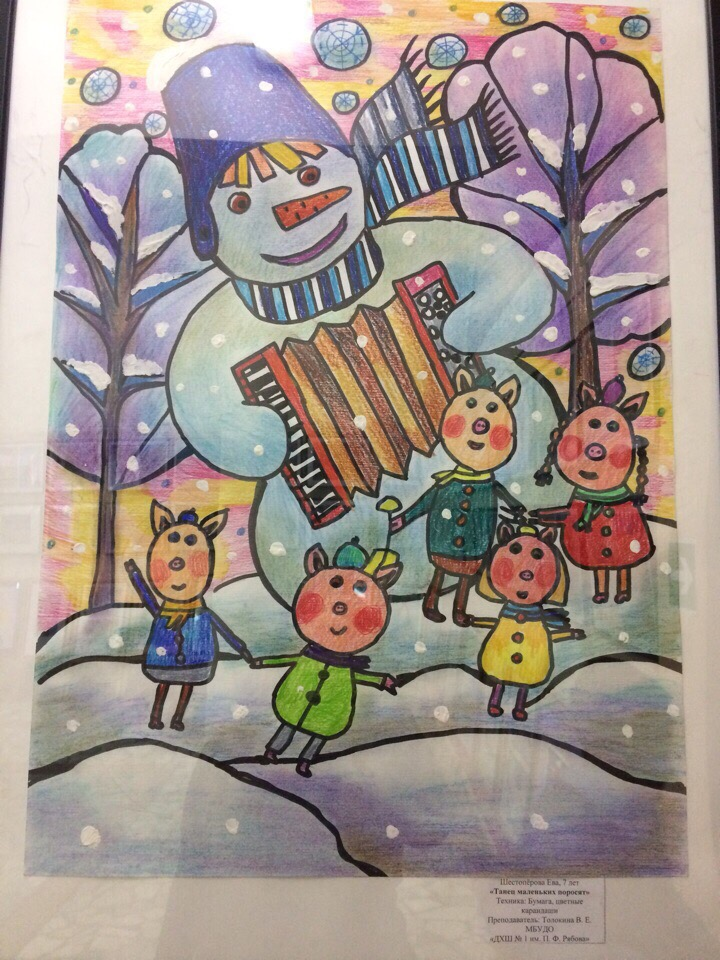 Шестопёрова Ева, 7 лет
«Танец маленьких поросят»
Техника: Бумага, цветные
карандаши
Преподаватель: Толокина В. Е.
МБУДО
«ДХШ № 1 им. П. Ф. Рябова»